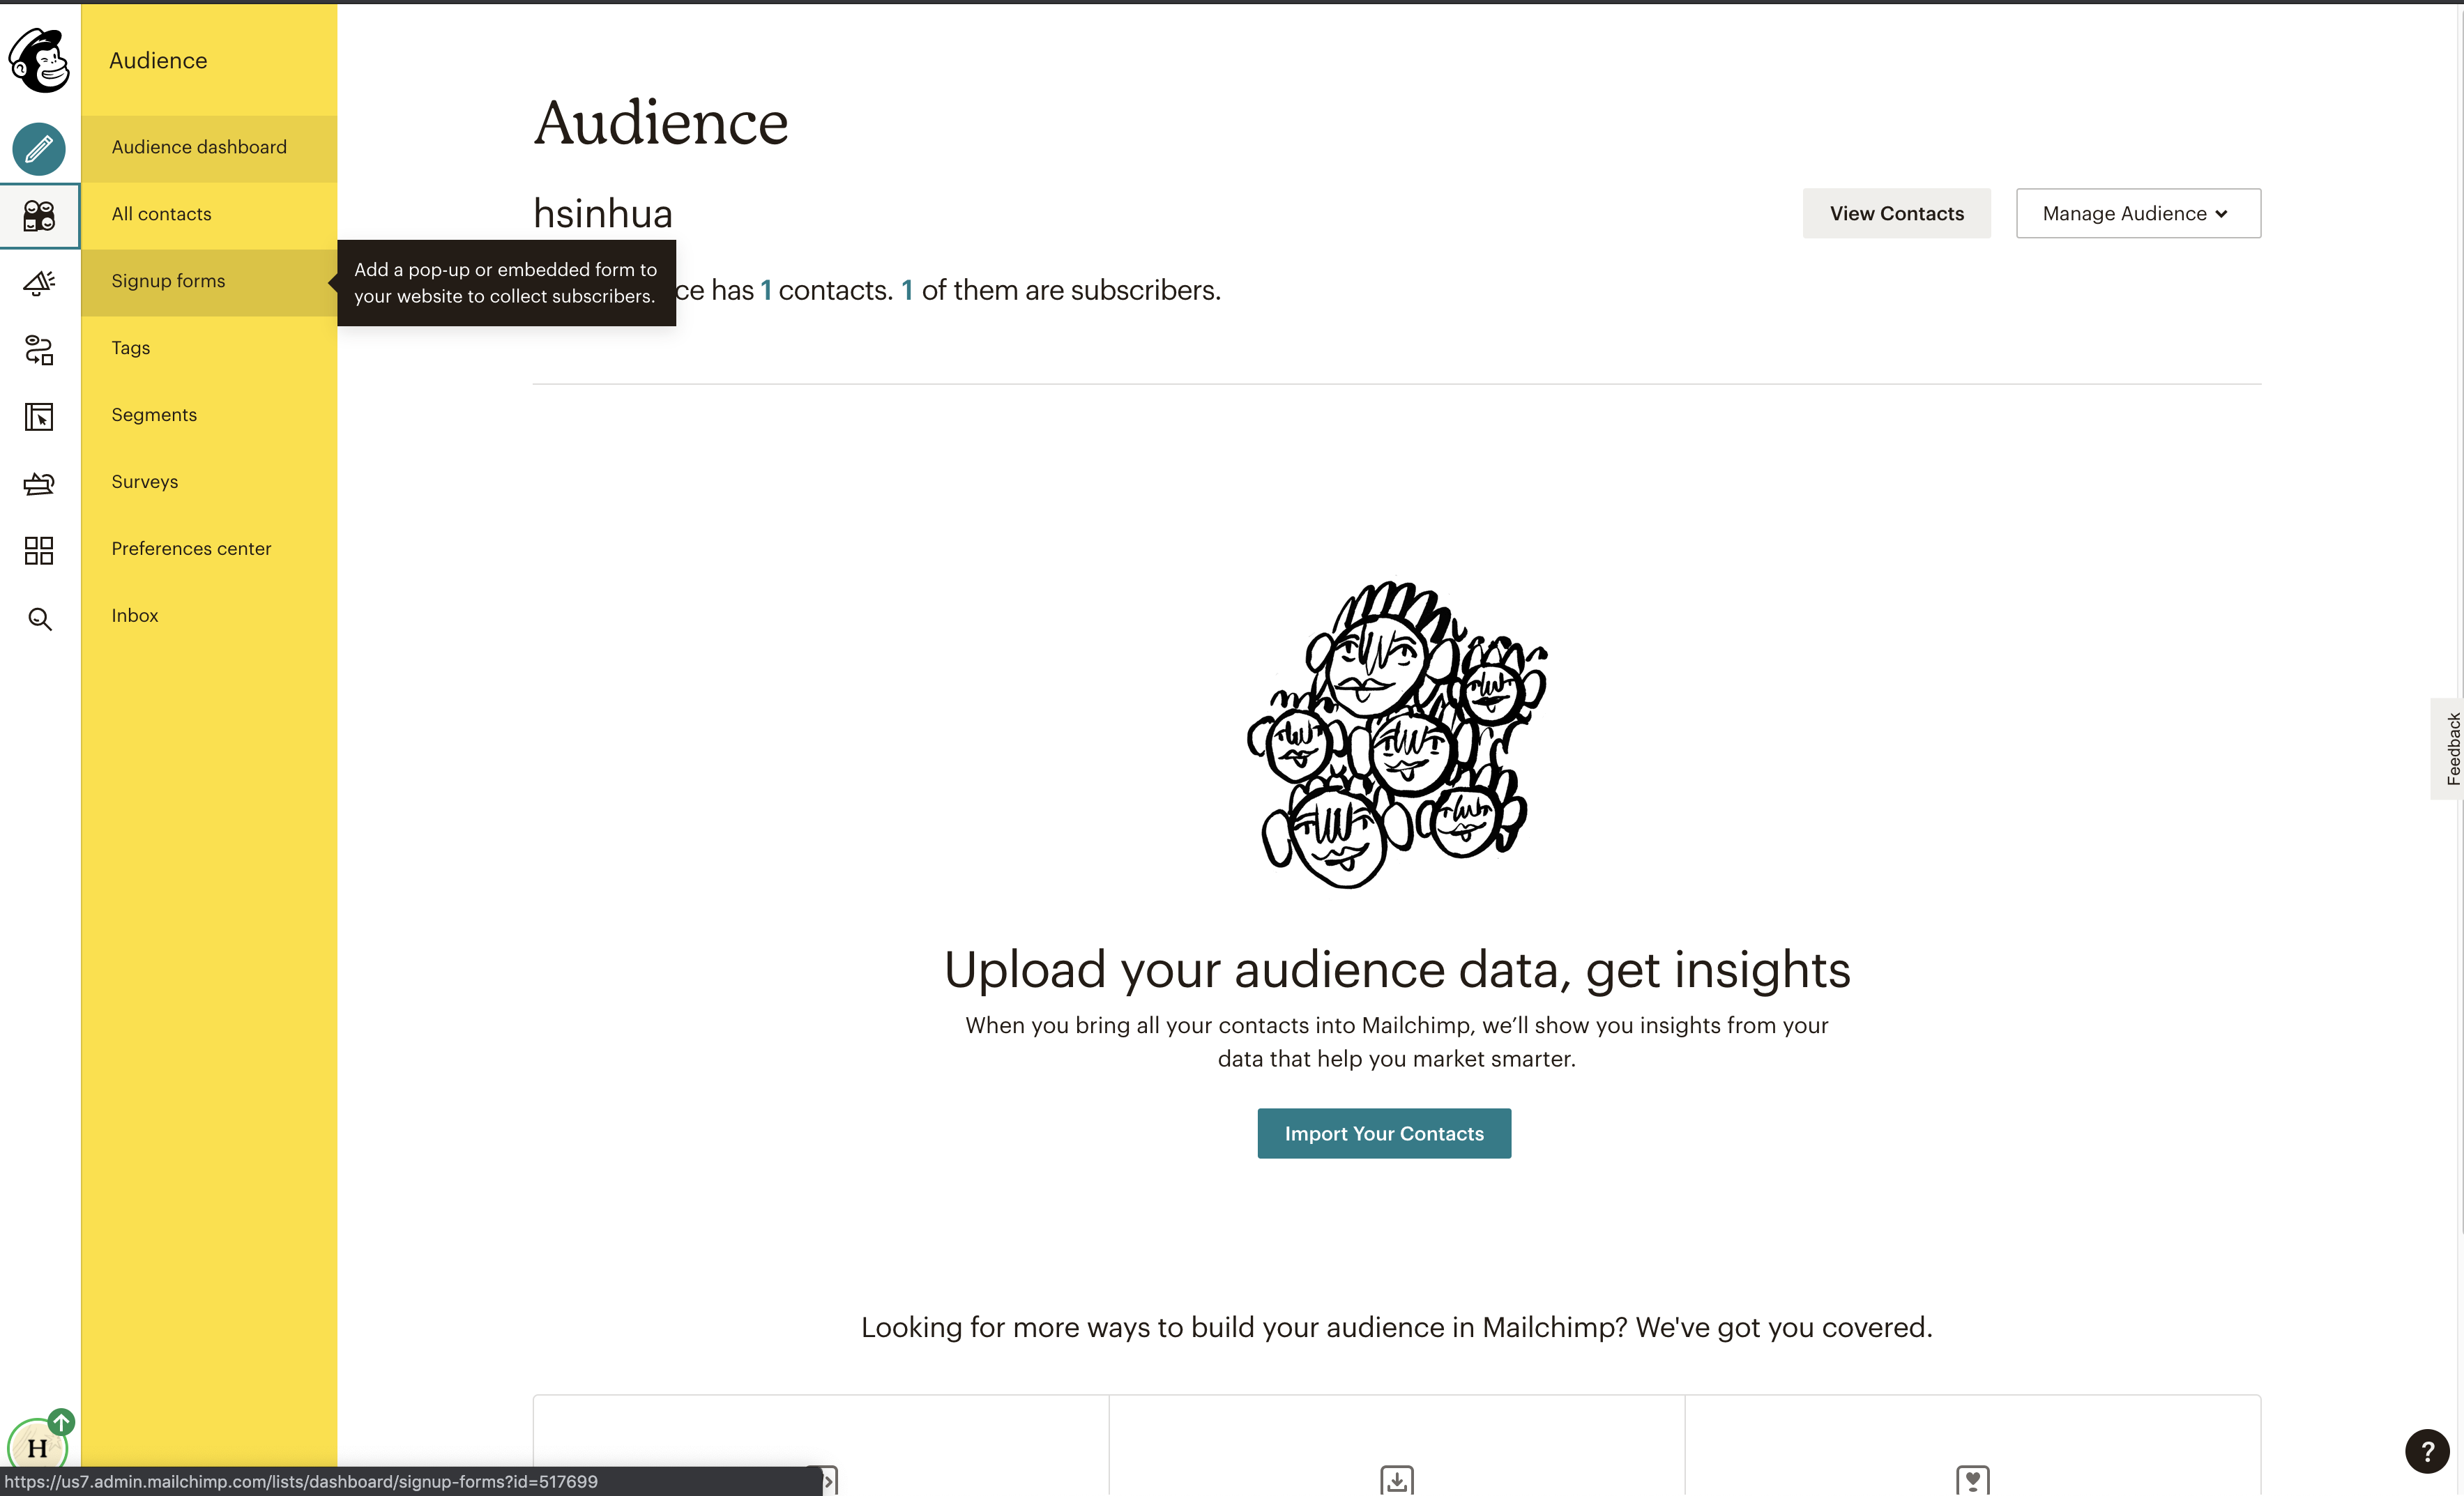 Audience
Audience dashboard
All contacts
Signup forms
Tags
Segments
Surveys
Preferences center
Inbox
Add a pop-up or embedded form to
your website to collect subscribers.
Audience
hsinhua
View Contacts
Manage Audience
ce has 1 contacts. 1 of them are subscribers.
Upload your audience data, get insights
When you bring all your contacts into Mailchimp, we’ll show you insights from your
data that help you market smarter.
Import Your Contacts
Looking for more ways to build your audience in Mailchimp? We've got you covered.
Feedback
?
H
https://us7.admin.mailchimp.com/lists/dashboard/signup-forms?id=517699